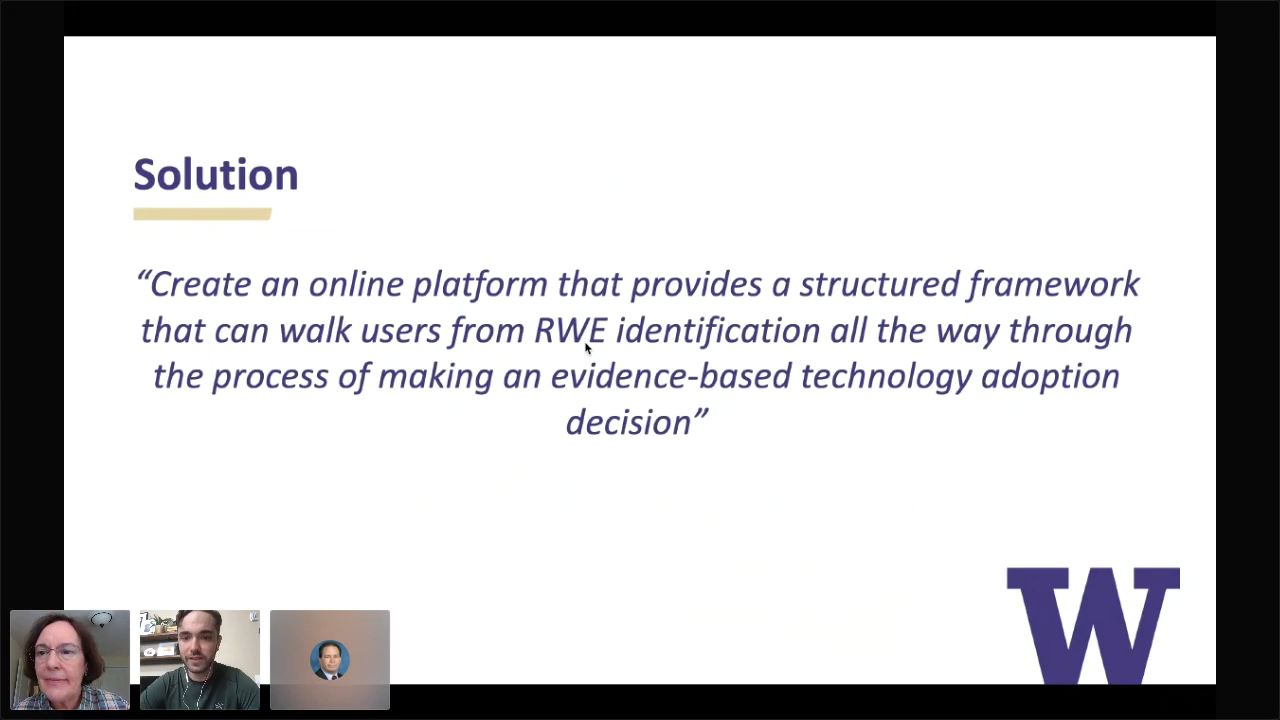 Solution
“Create an online platform that provides a structured framework
that can walk users from RWE identification all the way through
the process of making an evidence-based technology adoption
decision”
W